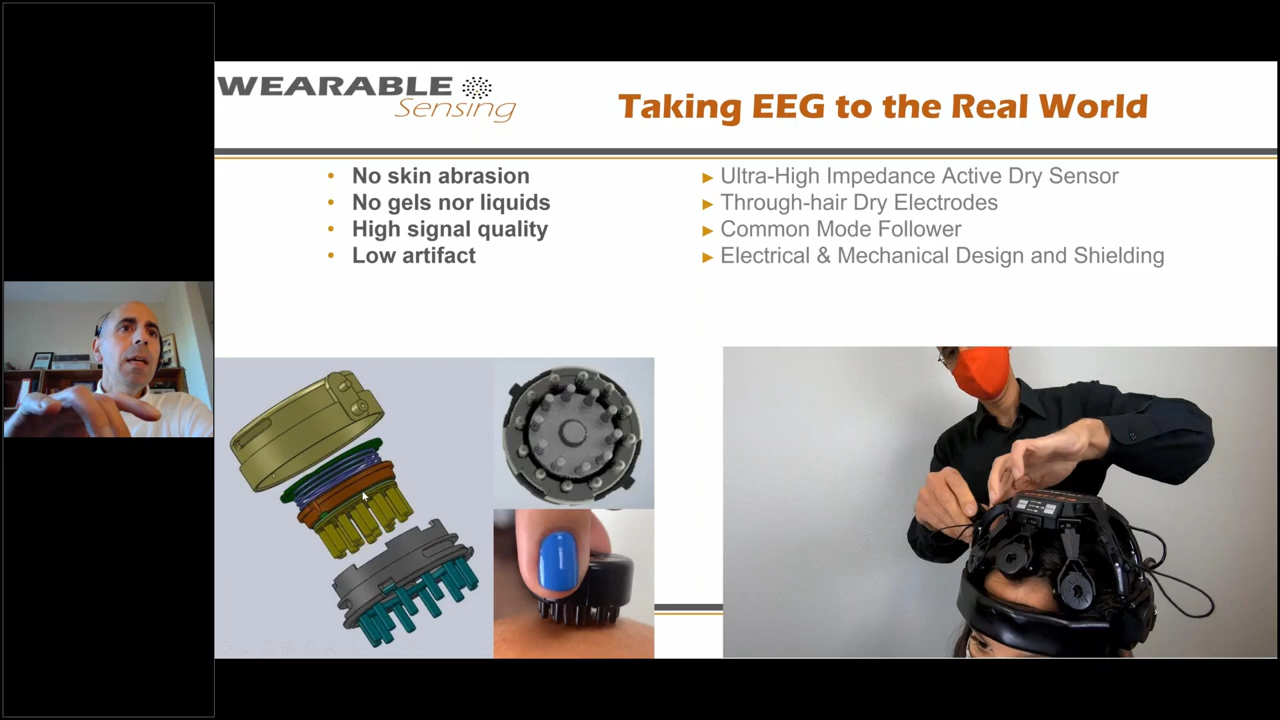 WEARABLE
Sensing
Taking EEG to the Real World
• No skin abrasion
• No gels nor liquids
• High signal quality
• Low artifact
► Ultra-High Impedance Active Dry Sensor
► Through-hair Dry Electrodes
► Common Mode Follower
► Electrical & Mechanical Design and Shielding